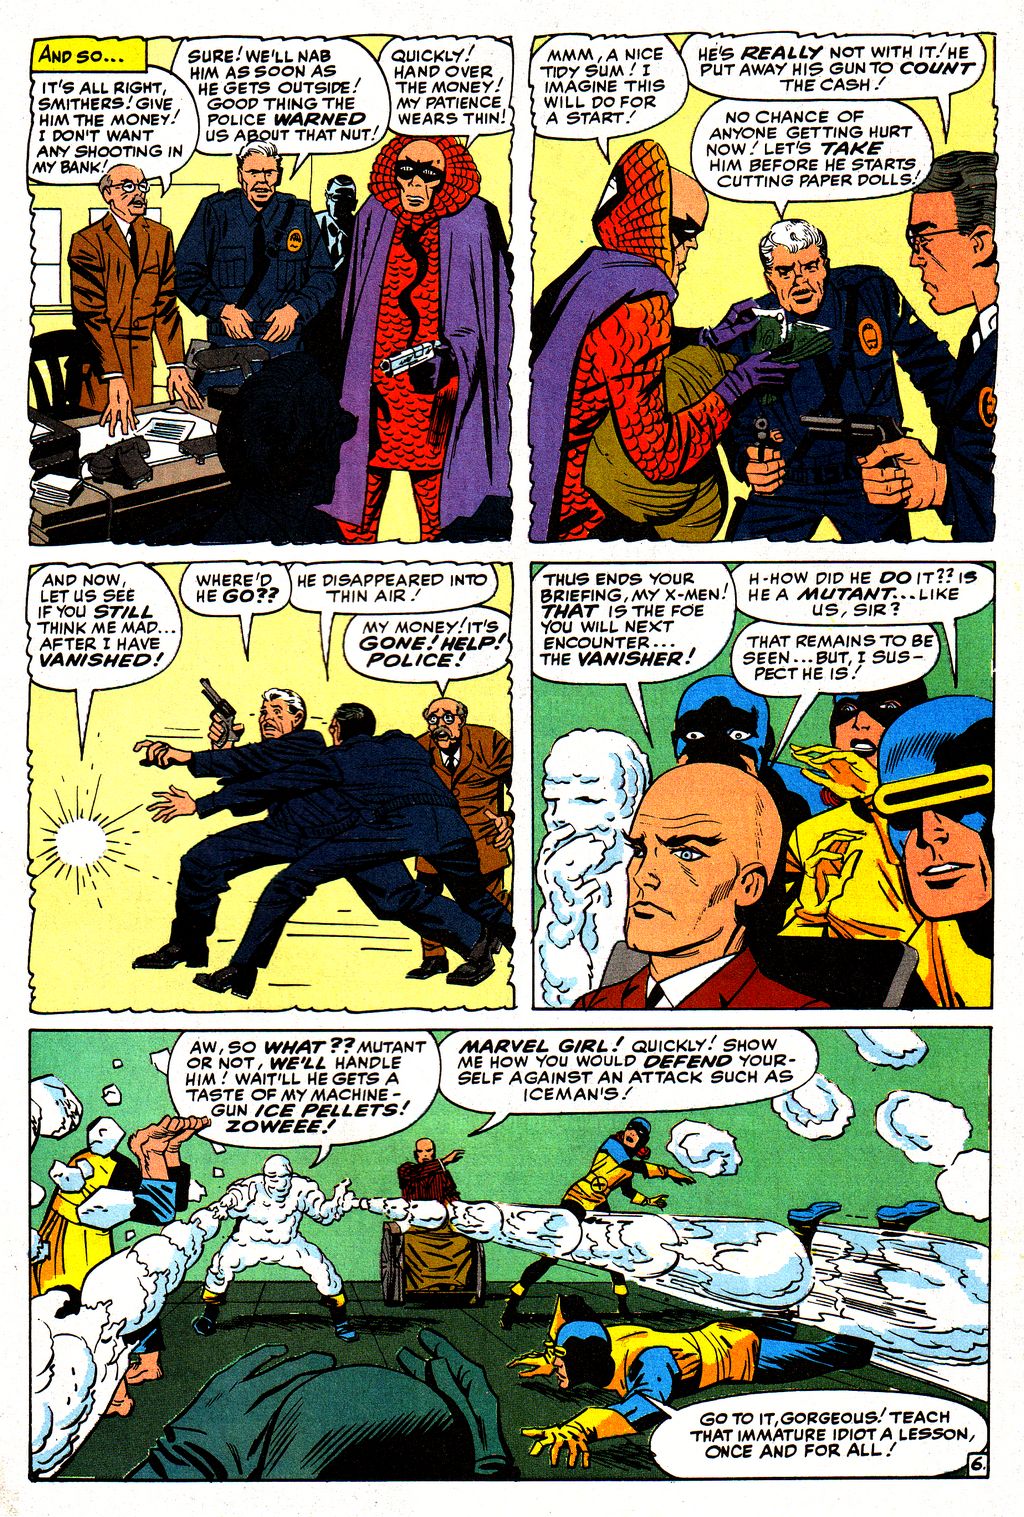 AND SO...
IT'S ALL RIGHT,
SMITHERS! GIVE
HIM THE MONEY!
I DON'T WANT
ANY SHOOTING IN
MY BANK!
SURE! WE'LL NAB
HIM AS SOON AS
HE GETS OUTSIDE!
GOOD THING THE
POLICE WARNED
US ABOUT THAT NUT!
QUICKLY!
HAND OVER
THE MONEY!
MY PATIENCE
WEARS THIN!
MMM, A NICE
TIDY SUM! I
IMAGINE THIS
WILL DO FOR
A START!
HE'S REALLY NOT WITH IT! HE
PUT AWAY HIS GUN TO COUNT
THE CASH!
NO CHANCE OF
ANYONE GETTING HURT
NOW! LET'S TAKE
HIM BEFORE HE STARTS
CUTTING PAPER DOLLS!
AND NOW,
LET US SEE
IF YOU STILL
THINK ME MAD...
AFTER I HAVE
VANISHED!
WHERE'D
HE GO??
HE DISAPPEARED INTO
THIN AIR!
MY MONEY! IT'S
GONE! HELP!
POLICE!
THUS ENDS YOUR
BRIEFING, MY X-MEN!
THAT IS THE FOE
YOU WILL NEXT
ENCOUNTER...
THE VANISHER!
H-HOW DID HE DO IT?? IS
HE A MUTANT...LIKE
US, SIR?
THAT REMAINS TO BE
SEEN...BUT, I SUS-
PECT HE IS!
AW, SO WHAT?? MUTANT
OR NOT, WE'LL HANDLE
HIM! WAIT'LL HE GETS A
TASTE OF MY MACHINE-
GUN ICE PELLETS!
ZOWEEE!
MARVEL GIRL! QUICKLY! SHOW
ME HOW YOU WOULD DEFEND YOUR-
SELF AGAINST AN ATTACK SUCH AS
ICEMAN'S!
GO TO IT, GORGEOUS! TEACH
THAT IMMATURE IDIOT A LESSON,
ONCE AND FOR ALL!
6.